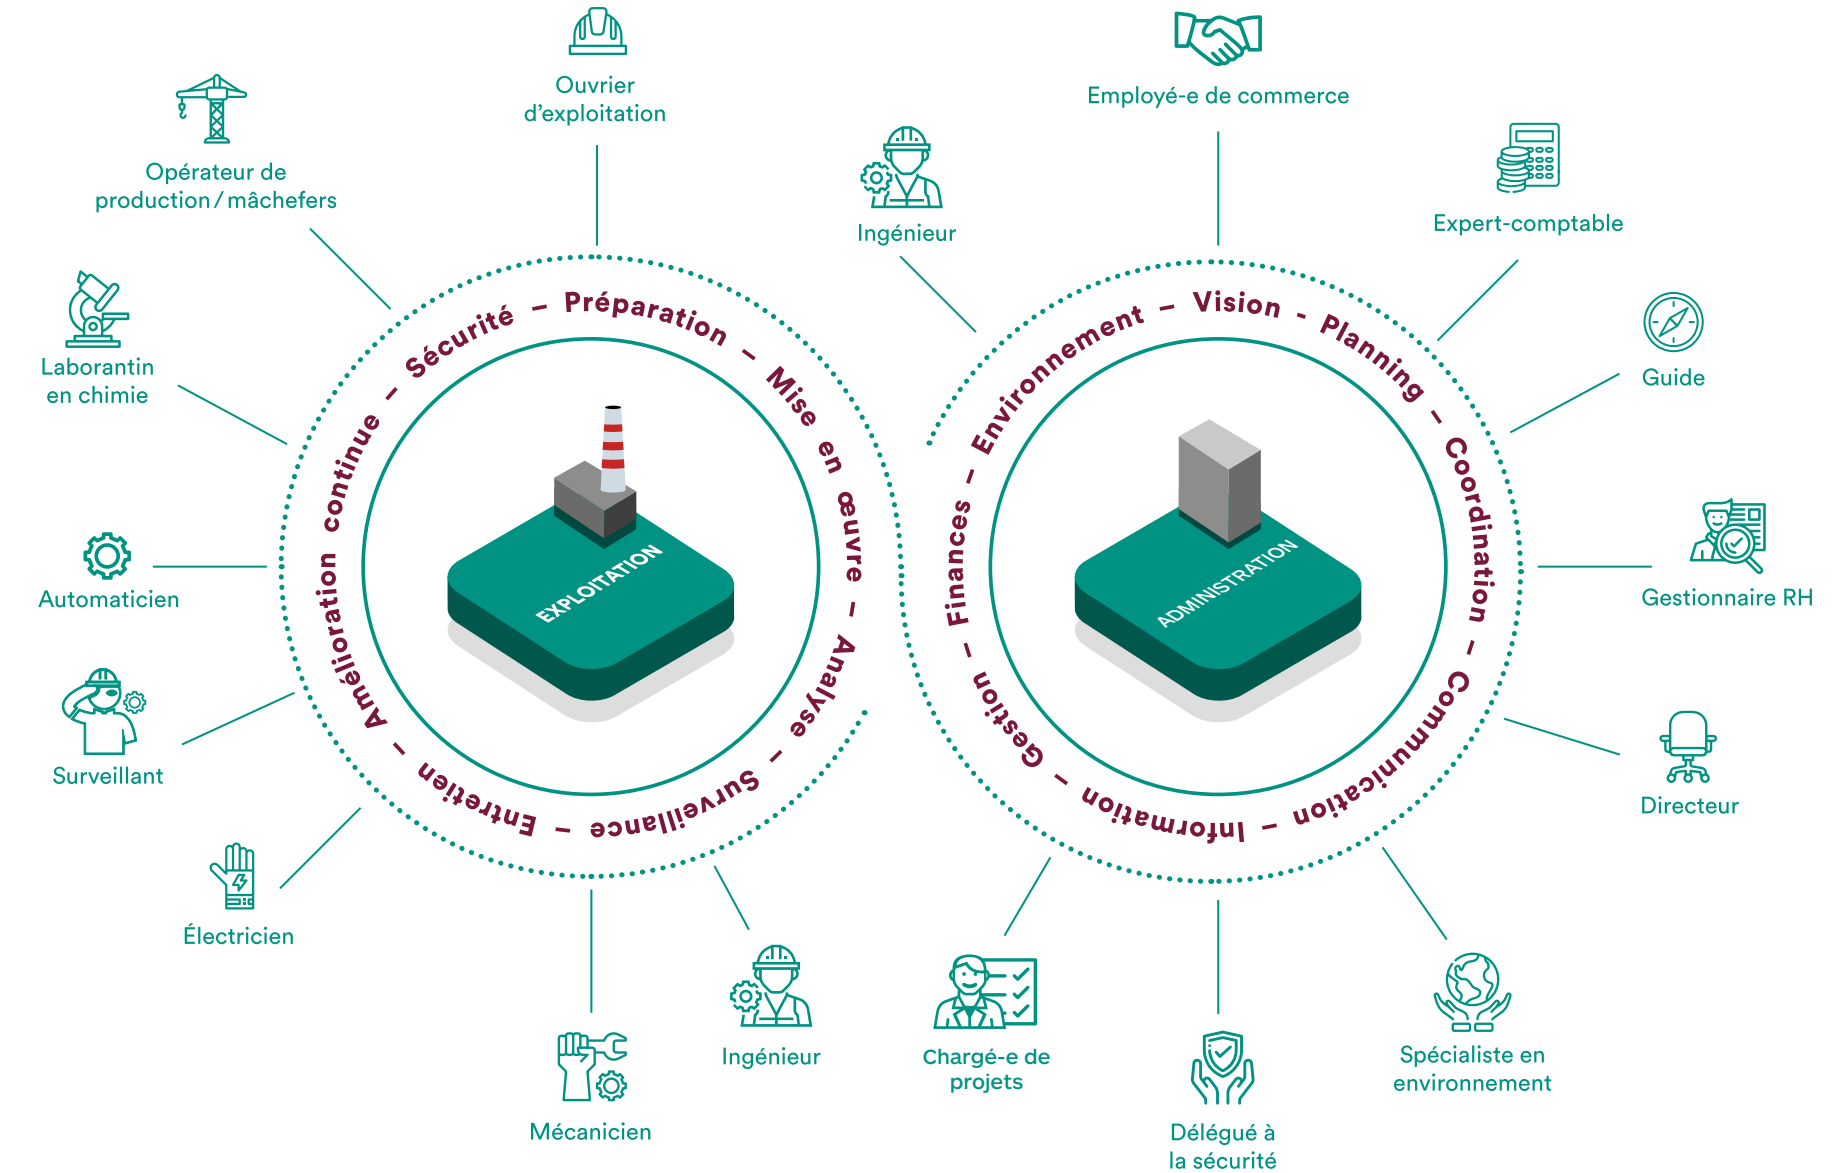 Ouvrier
d’exploitation
Opérateur de
production / mâchefers
Laborantin
en chimie
Automaticien
Surveillant
Électricien
Mécanicien
Ingénieur
Préparation – Mise en œuvre – Analyse – Surveillance – Entretien – Amélioration continue – Sécurité –
EXPLOITATION
Ingénieur
Employé-e de commerce
Expert-comptable
Guide
Gestionnaire RH
Directeur
Spécialiste en
environnement
Délégué à
la sécurité
Chargé-e de
projets
Vision - Planning – Coordination – Communication – Information – Gestion – Finances – Environnement –
ADMINISTRATION